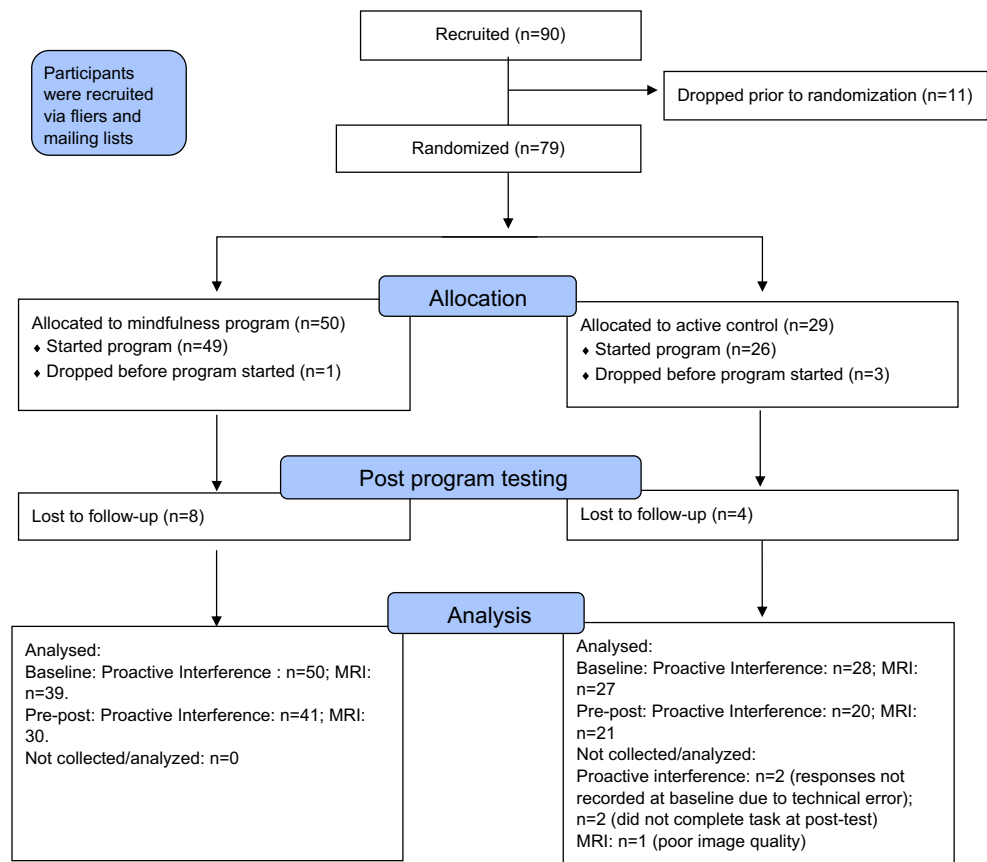 Recruited (n=90)
Participants
were recruited
via fliers and
mailing lists
Dropped prior to randomization (n=11)
Randomized (n=79)
Allocation
Allocated to mindfulness program (n=50)
♦ Started program (n=49)
♦ Dropped before program started (n=1)
Allocated to active control (n=29)
♦ Started program (n=26)
♦ Dropped before program started (n=3)
Post program testing
Lost to follow-up (n=8)
Lost to follow-up (n=4)
Analysis
Analysed:
Baseline: Proactive Interference : n=50; MRI:
n=39.
Pre-post: Proactive Interference: n=41; MRI:
30.
Not collected/analyzed: n=0
Analysed:
Baseline: Proactive Interference: n=28; MRI:
n=27
Pre-post: Proactive Interference: n=20; MRI:
n=21
Not collected/analyzed:
Proactive interference: n=2 (responses not
recorded at baseline due to technical error);
n=2 (did not complete task at post-test)
MRI: n=1 (poor image quality)